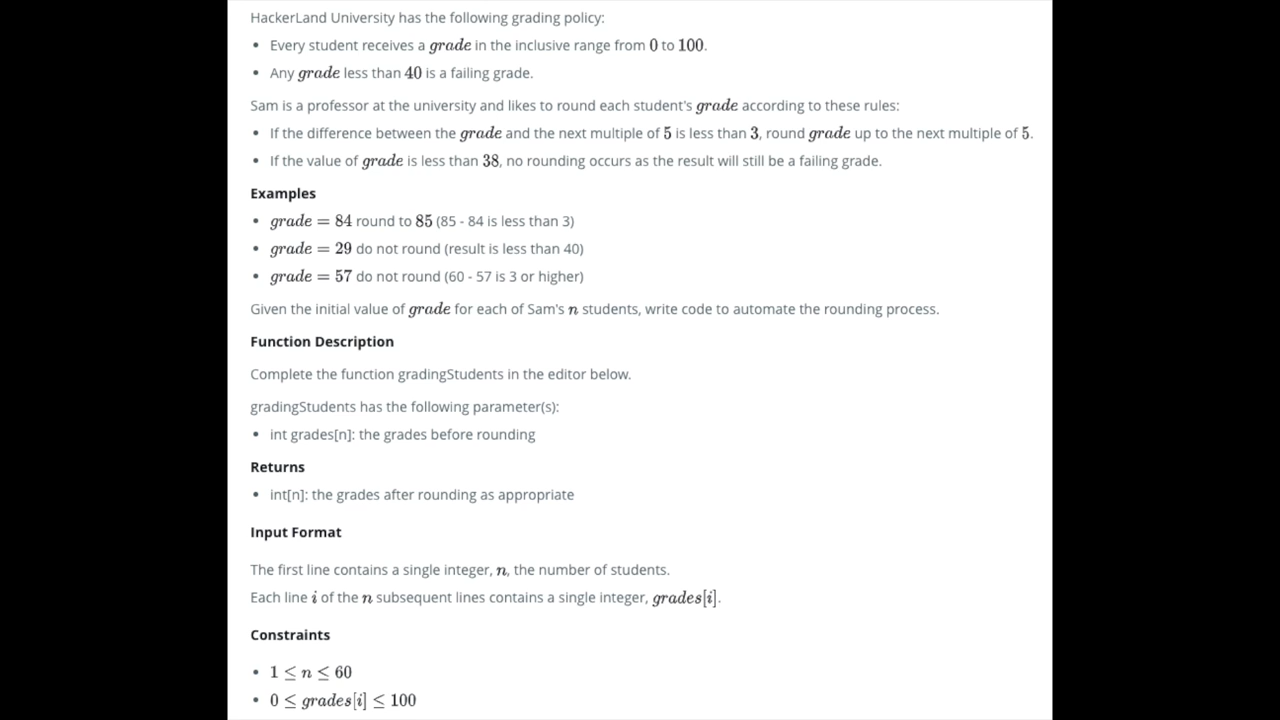 HackerLand University has the following grading policy:
• Every student receives a grade in the inclusive range from 0 to 100.
• Any grade less than 40 is a failing grade.
Sam is a professor at the university and likes to round each student's grade according to these rules:
• If the difference between the grade and the next multiple of 5 is less than 3, round grade up to the next multiple of 5.
• If the value of grade is less than 38, no rounding occurs as the result will still be a failing grade.
Examples
• grade = 84 round to 85 (85 - 84 is less than 3)
• grade = 29 do not round (result is less than 40)
• grade = 57 do not round (60 - 57 is 3 or higher)
Given the initial value of grade for each of Sam's n students, write code to automate the rounding process.
Function Description
Complete the function gradingStudents in the editor below.
gradingStudents has the following parameter(s):
• int grades[n]: the grades before rounding
Returns
• int[n]: the grades after rounding as appropriate
Input Format
The first line contains a single integer, n, the number of students.
Each line i of the n subsequent lines contains a single integer, grades[i].
Constraints
• 1 ≤ n ≤ 60
• 0 ≤ grades[i] ≤ 100